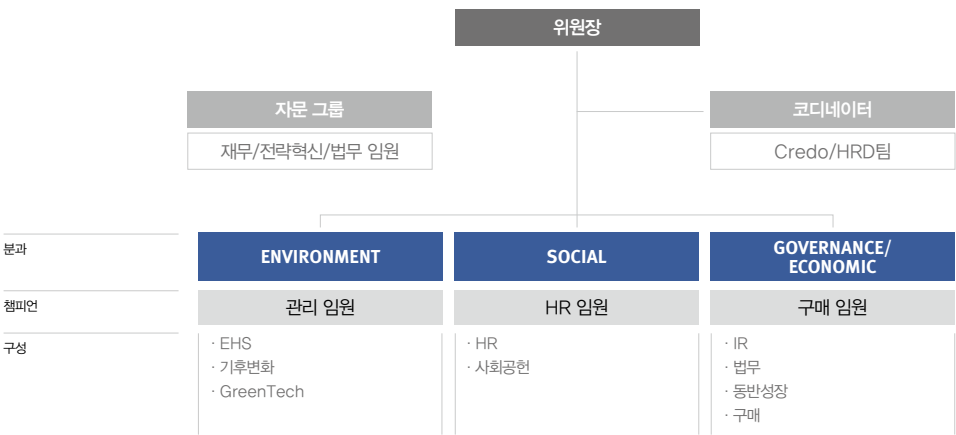 위원장
자문 그룹
재무/전략혁신/법무 임원
코디네이터
Credo/HRD팀
분과
ENVIRONMENT
SOCIAL
GOVERNANCE/
ECONOMIC
챔피언
관리 임원
HR 임원
구매 임원
구성
· EHS
· 기후변화
· GreenTech
· HR
· 사회공헌
· IR
· 법무
· 동반성장
· 구매